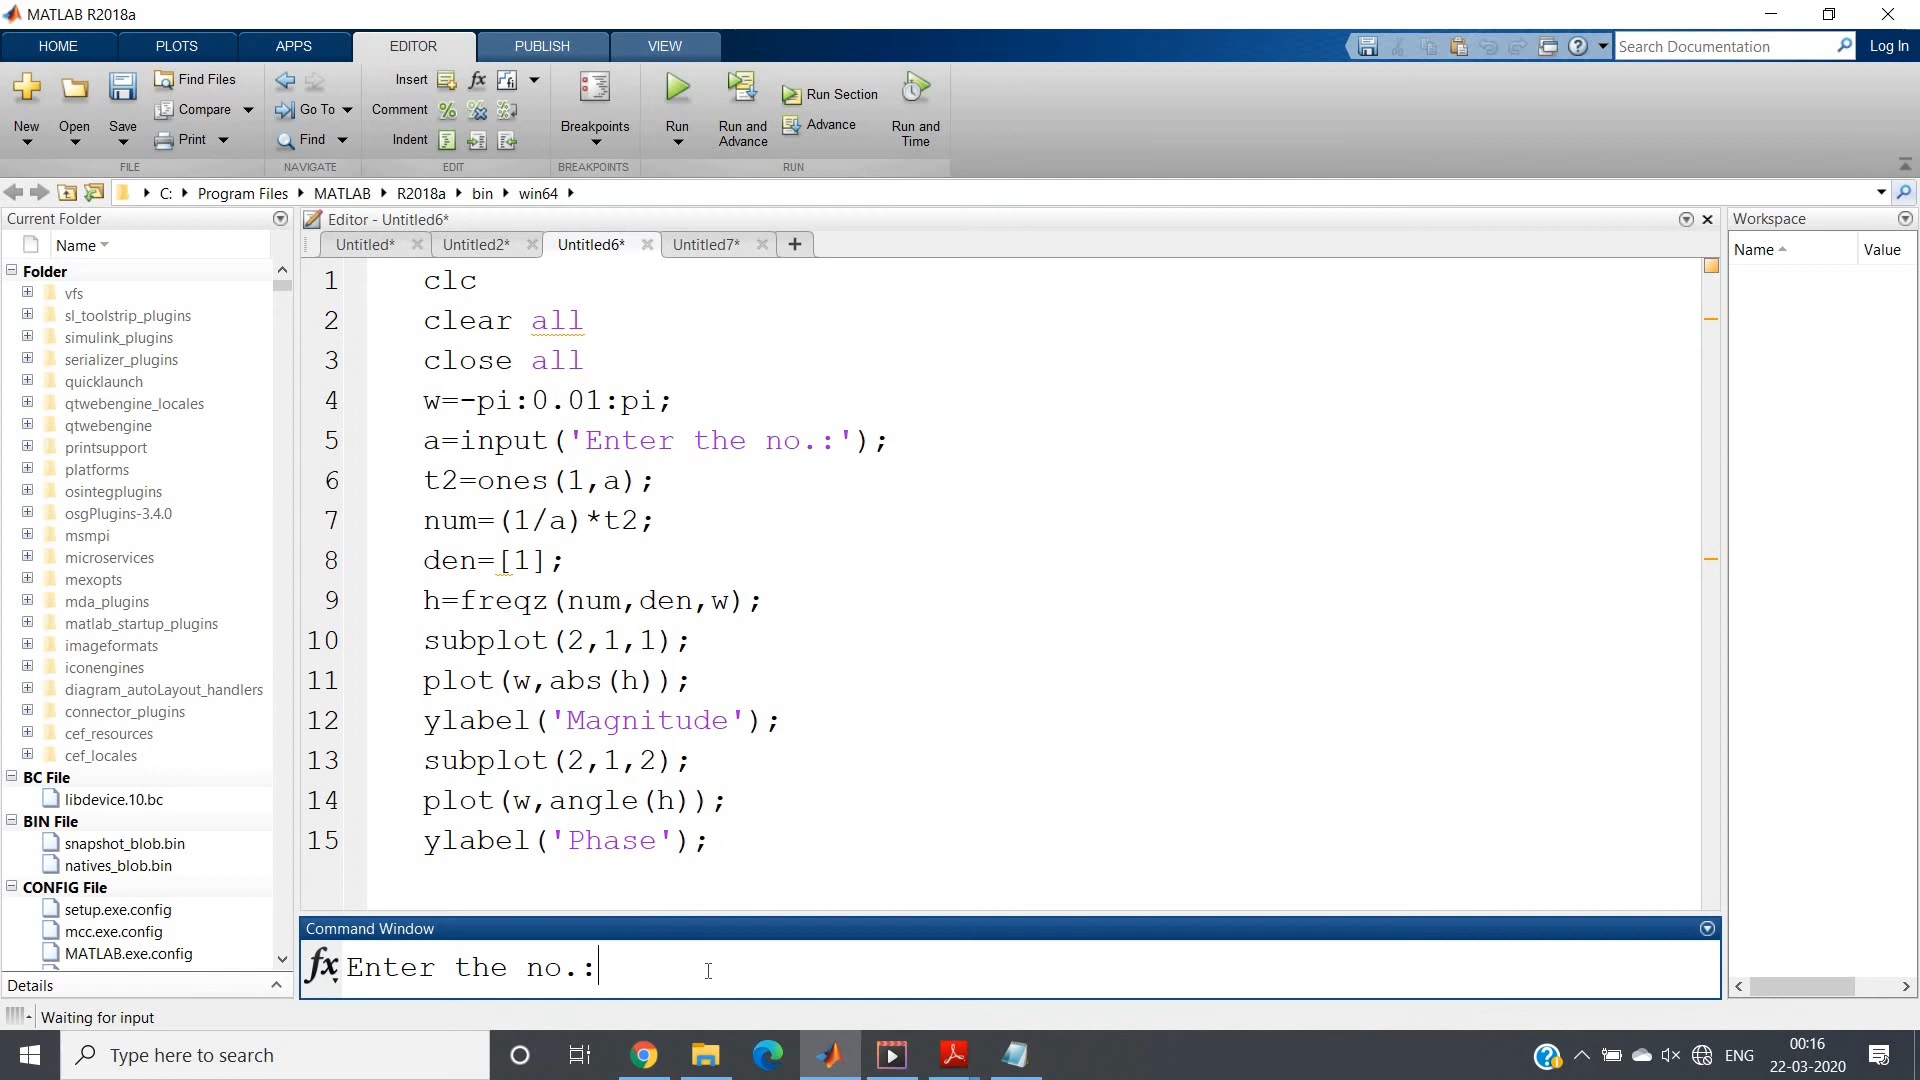 MATLAB R2018a
HOME PLOTS APPS EDITOR PUBLISH VIEW
Search Documentation Log In
New Open Save
Find Files
Compare
Print
Go To
Find
Insert
Comment
Indent
Breakpoints
Run
Run and Advance
Run Section
Advance
Run and Time
FILE NAVIGATE EDIT BREAKPOINTS RUN
C: Program Files MATLAB R2018a bin win64
Current Folder
Name
Folder
vfs
sl_toolstrip_plugins
simulink_plugins
serializer_plugins
quicklaunch
qtwebengine_locales
qtwebengine
printsupport
platforms
osintegplugins
osgPlugins-3.4.0
msmpi
microservices
mexopts
mda_plugins
matlab_startup_plugins
imageformats
iconengines
diagram_autoLayout_handlers
connector_plugins
cef_resources
cef_locales
BC File
libdevice.10.bc
BIN File
snapshot_blob.bin
natives_blob.bin
CONFIG File
setup.exe.config
mcc.exe.config
MATLAB.exe.config
Details
Editor - Untitled6*
Untitled* Untitled2* Untitled6* Untitled7*
1 clc
2 clear all
3 close all
4 w=-pi:0.01:pi;
5 a=input('Enter the no.:');
6 t2=ones(1,a);
7 num=(1/a)*t2;
8 den=[1];
9 h=freqz(num,den,w);
10 subplot(2,1,1);
11 plot(w,abs(h));
12 ylabel('Magnitude');
13 subplot(2,1,2);
14 plot(w,angle(h));
15 ylabel('Phase');
Command Window
fx Enter the no.:
Workspace
Name Value
Waiting for input
Type here to search
ENG
00:16
22-03-2020